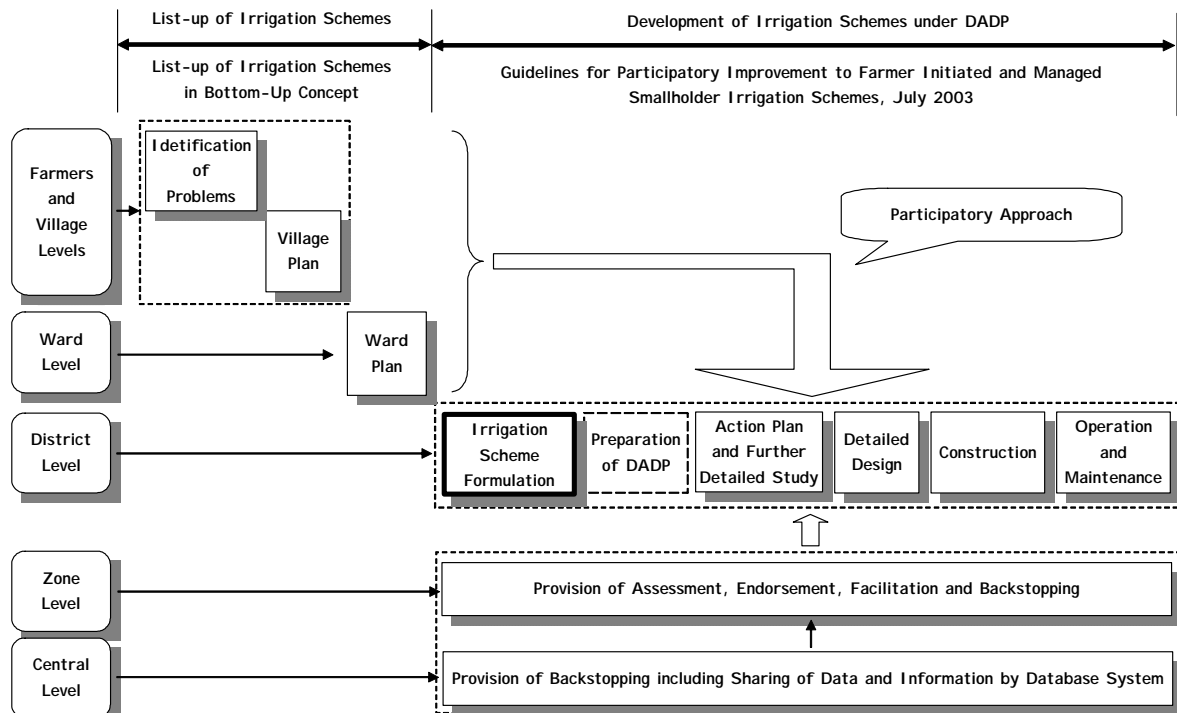 List-up of Irrigation Schemes
Development of Irrigation Schemes under DADP
List-up of Irrigation Schemes
in Bottom-Up Concept
Guidelines for Participatory Improvement to Farmer Initiated and Managed
Smallholder Irrigation Schemes, July 2003
Farmers
and
Village
Levels
Idetification
of
Problems
Village
Plan
Participatory Approach
Ward
Level
Ward
Plan
District
Level
Irrigation
Scheme
Formulation
Preparation
of DADP
Action Plan
and Further
Detailed Study
Detailed
Design
Construction
Operation
and
Maintenance
Zone
Level
Provision of Assessment, Endorsement, Facilitation and Backstopping
Central
Level
Provision of Backstopping including Sharing of Data and Information by Database System